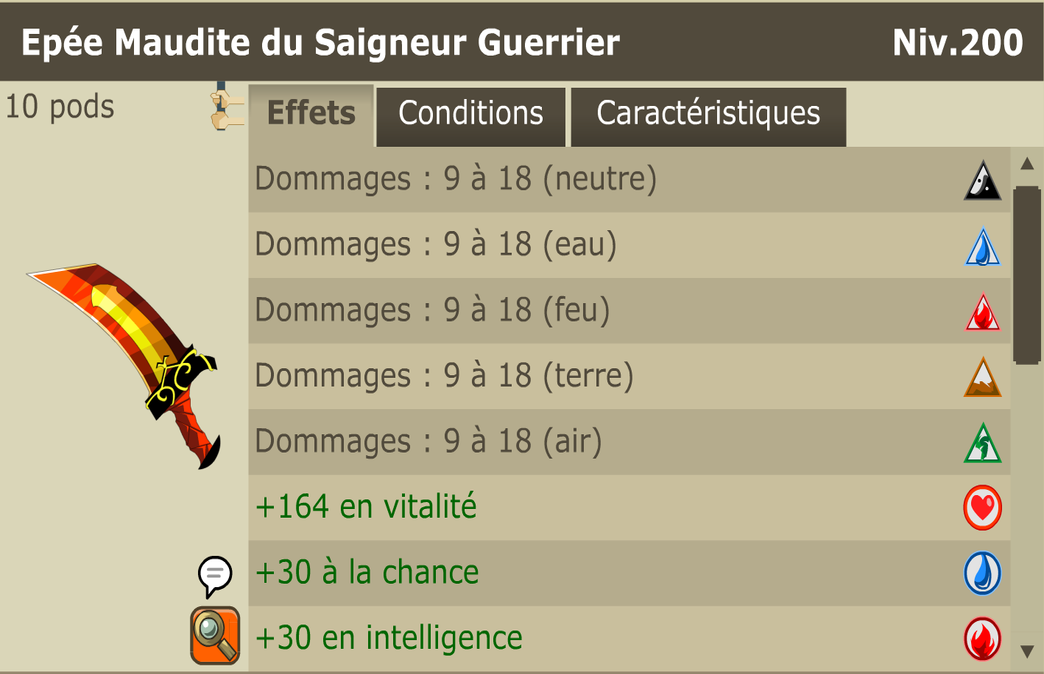 Epée Maudite du Saigneur Guerrier
Niv.200
10 pods
Effets
Conditions
Caractéristiques
Dommages : 9 à 18 (neutre)
Dommages : 9 à 18 (eau)
Dommages : 9 à 18 (feu)
Dommages : 9 à 18 (terre)
Dommages : 9 à 18 (air)
+164 en vitalité
+30 à la chance
+30 en intelligence